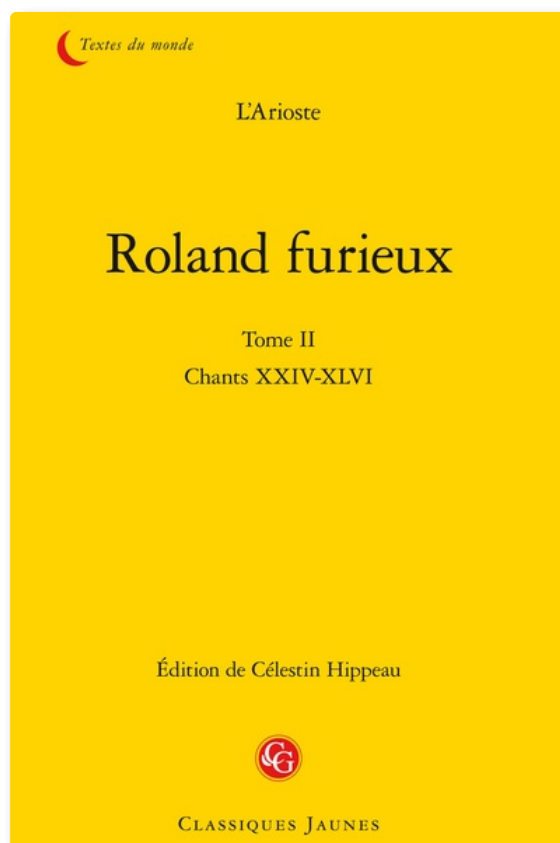 Textes du monde
L'Arioste
Roland furieux
Tome II
Chants XXIV-XLVI
Édition de Célestin Hippeau
CG
CLASSIQUES JAUNES